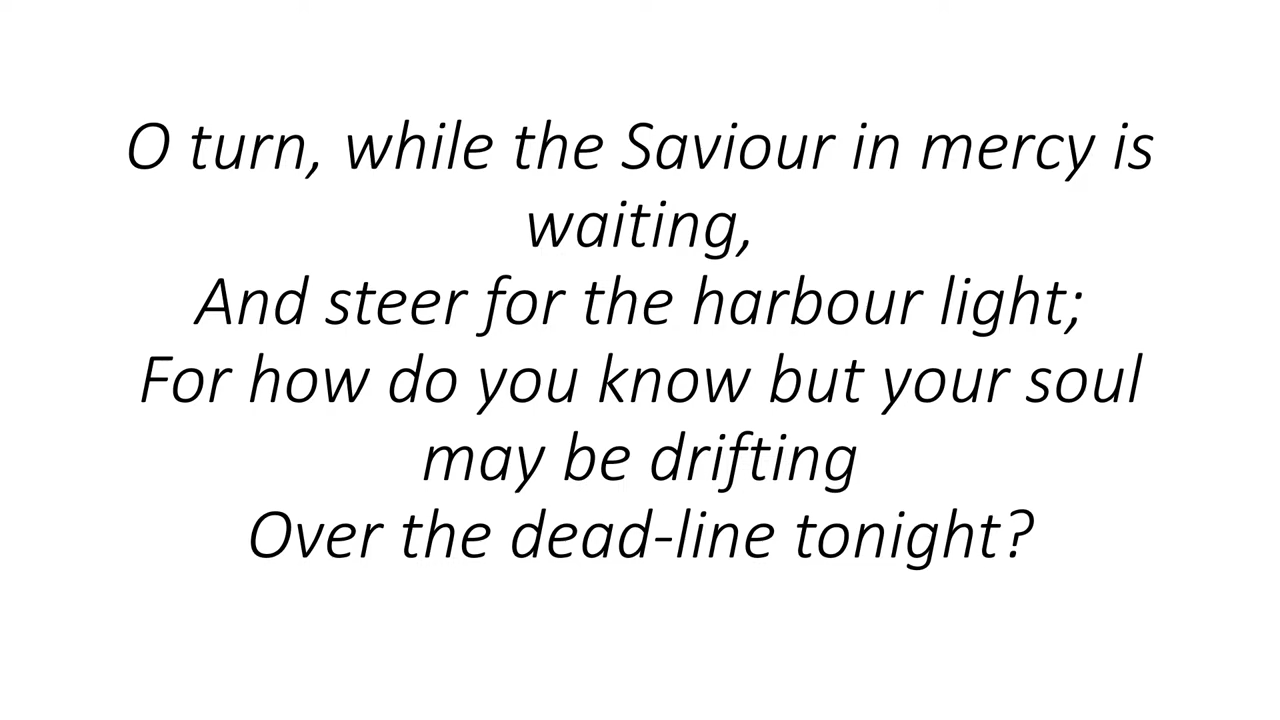 O turn, while the Saviour in mercy is
waiting,
And steer for the harbour light;
For how do you know but your soul
may be drifting
Over the dead-line tonight?